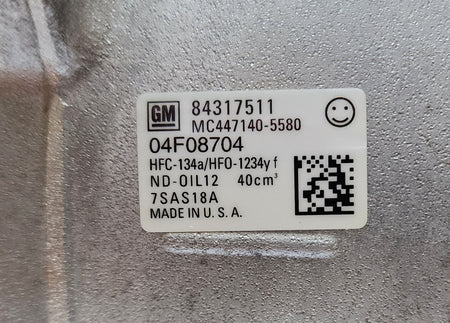 GM 84317511
MC447140-5580
04F08704
HFC-134a/HFO-1234yf
ND-OIL12 40cm³
7SAS18A
MADE IN U.S.A.